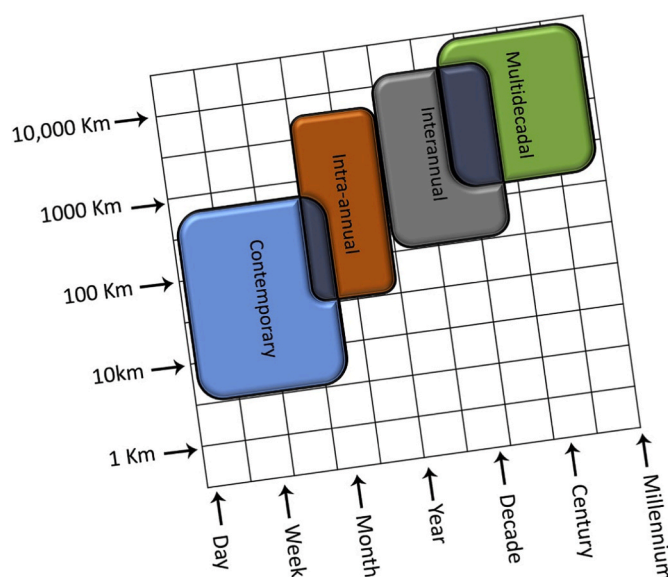 10,000 Km
1000 Km
100 Km
10km
1 Km
Contemporary
Intra-annual
Interannual
Multidecadal
Day
Week
Month
Year
Decade
Century
Millennium